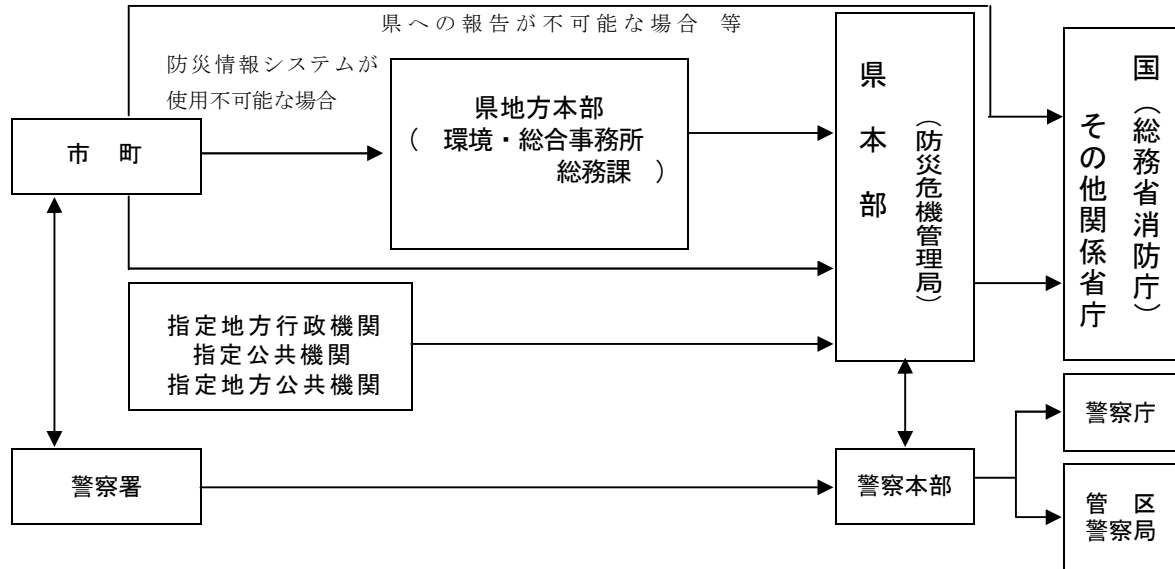 県への報告が不可能な場合 等
防災情報システムが
使用不可能な場合
市 町
県地方本部
( 環境・総合事務所
総務課 )
県本部
(防災危機管理局)
国(総務省消防庁)
その他関係省庁
指定地方行政機関
指定公共機関
指定地方公共機関
警察署
警察本部
警察庁
管 区
警察局